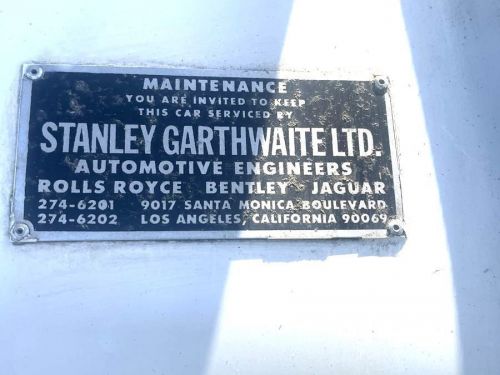 MAINTENANCE
YOU ARE INVITED TO KEEP
THIS CAR SERVICED BY
STANLEY GARTHWAITE LTD.
AUTOMOTIVE ENGINEERS
ROLLS ROYCE BENTLEY JAGUAR
274-6201 9017 SANTA MONICA BOULEVARD
274-6202 LOS ANGELES, CALIFORNIA 90069